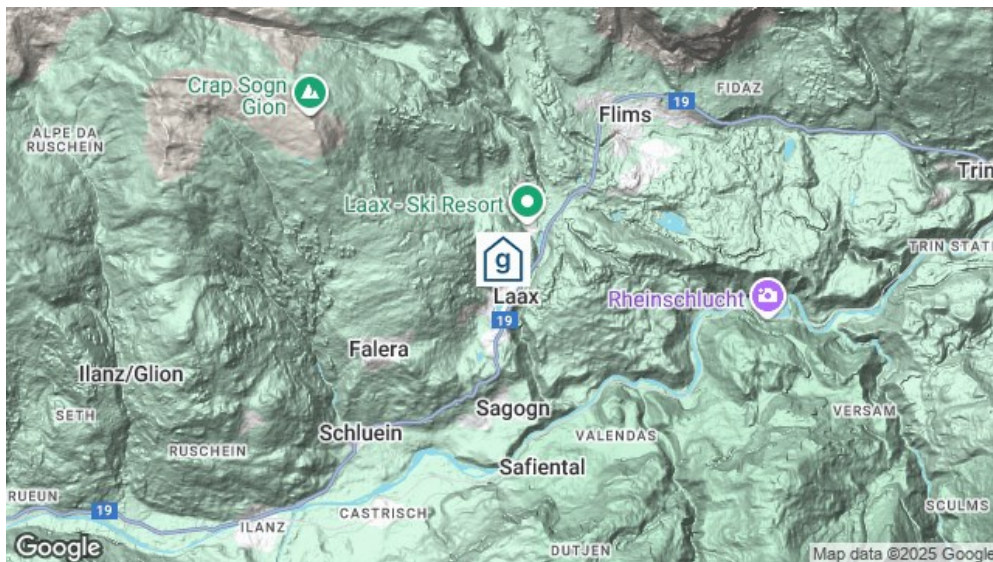 Crap Sogn
Gion
19
FIDAZ
Flims
ALPE DA
RUSCHEIN
Trin
Laax - Ski Resort
TRIN STATI
g
Laax
Rheinschlucht
19
Falera
Ilanz/Glion
SETH
Sagogn
VERSAM
Schluein
VALENDAS
RUSCHEIN
Safiental
RUEUN
19
CASTRISCH
SCULMS
ILANZ
Google
DUTJEN
Map data ©2025 Google